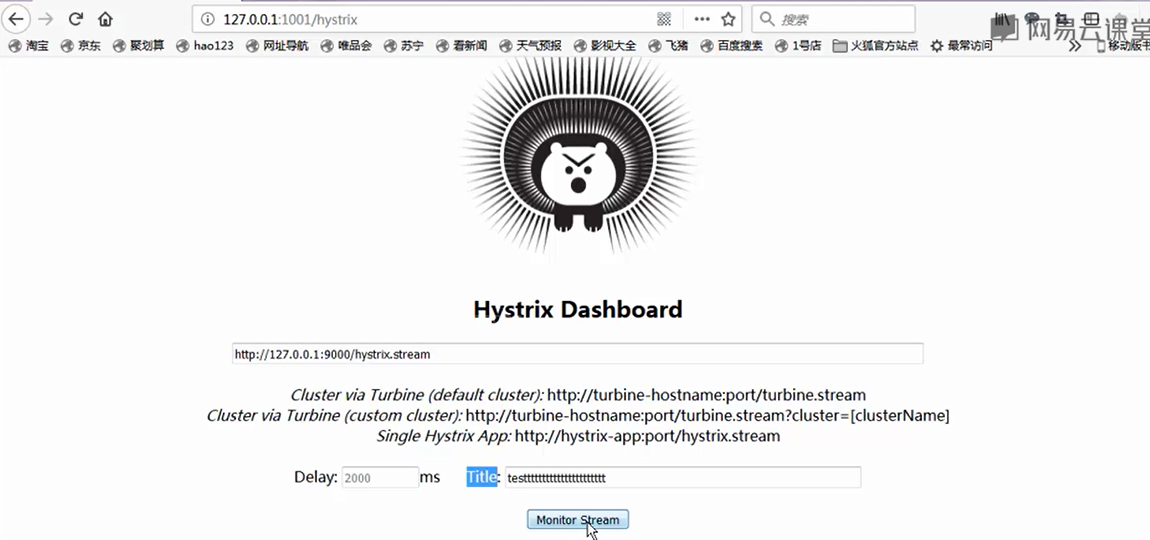 127.0.0.1:1001/hystrix
搜索
网易云课堂
淘宝 京东 聚划算 hao123 网址导航 唯品会 苏宁 看新闻 天气预报 影视大全 飞猪 百度搜索 1号店 火狐官方站点 最常访问 移动版书
Hystrix Dashboard
http://127.0.0.1:9000/hystrix.stream
Cluster via Turbine (default cluster): http://turbine-hostname:port/turbine.stream
Cluster via Turbine (custom cluster): http://turbine-hostname:port/turbine.stream?cluster=[clusterName]
Single Hystrix App: http://hystrix-app:port/hystrix.stream
Delay: 2000 ms Title: testttttttttttttttttttttt
Monitor Stream